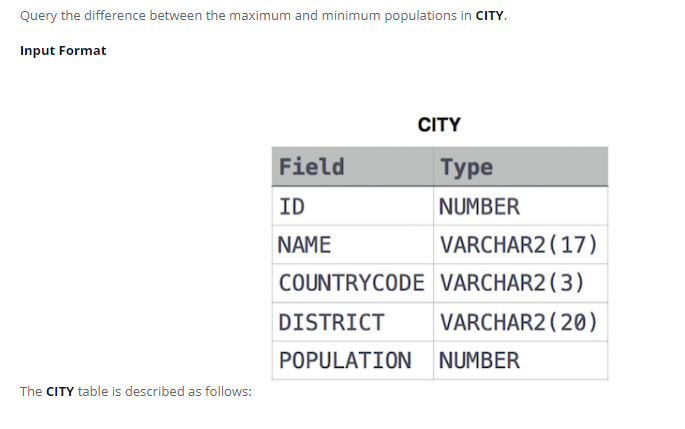 Query the difference between the maximum and minimum populations in CITY.
Input Format
CITY
Field Type
ID NUMBER
NAME VARCHAR2(17)
COUNTRYCODE VARCHAR2(3)
DISTRICT VARCHAR2(20)
POPULATION NUMBER
The CITY table is described as follows: